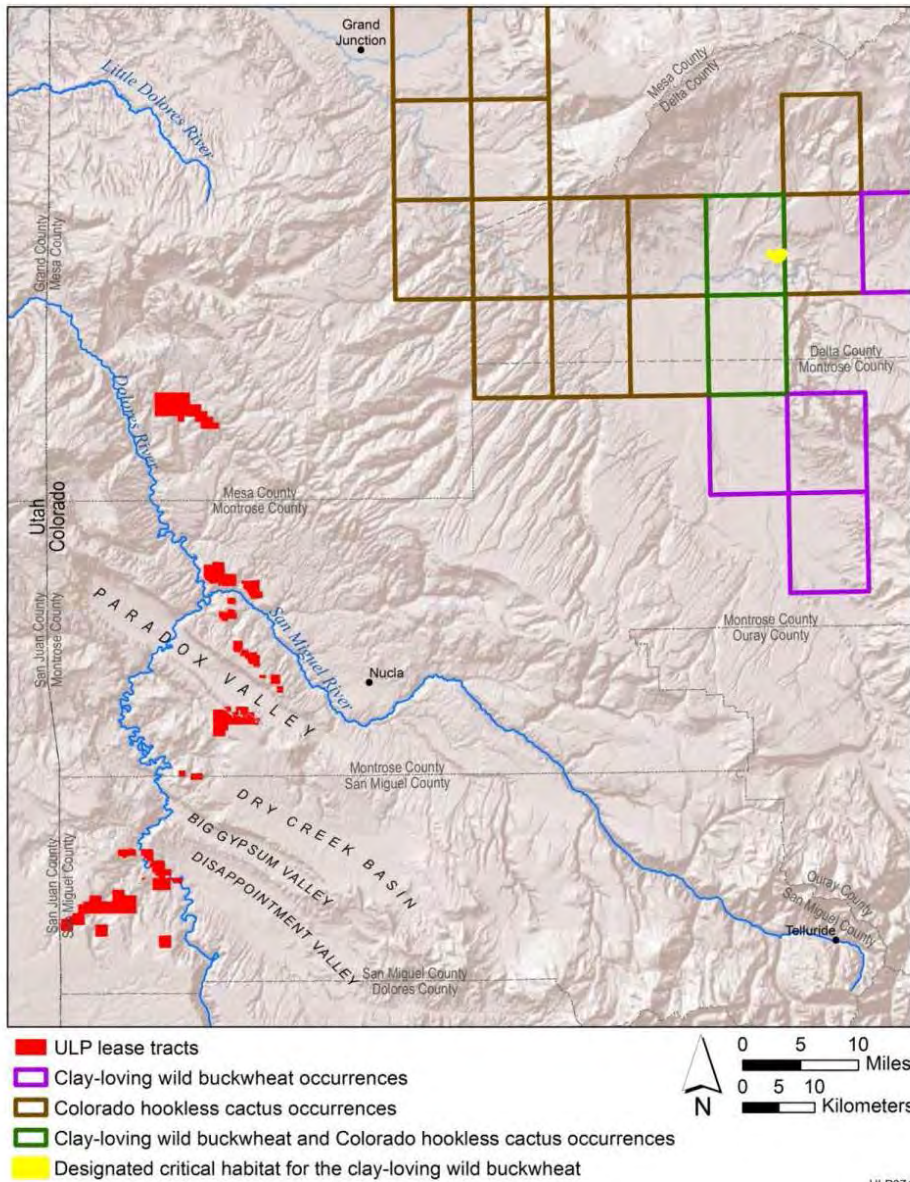 Grand
Junction
Mesa County
Delta County
Little Dolores River
Grand County
Mesa County
Delta County
Montrose County
Dolores River
Mesa County
Montrose County
Utah
Colorado
San Juan County
Montrose County
PARADOX VALLEY
San Miguel River
Nucla
Montrose County
Ouray County
Montrose County
San Miguel County
DRY CREEK BASIN
BIG GYPSUM VALLEY
DISAPPOINTMENT VALLEY
San Juan County
San Miguel County
Ouray County
San Miguel County
Telluride
San Miguel County
Dolores County
ULP lease tracts
Clay-loving wild buckwheat occurrences
Colorado hookless cactus occurrences
Clay-loving wild buckwheat and Colorado hookless cactus occurrences
Designated critical habitat for the clay-loving wild buckwheat
N
0 5 10
Miles
0 5 10
Kilometers